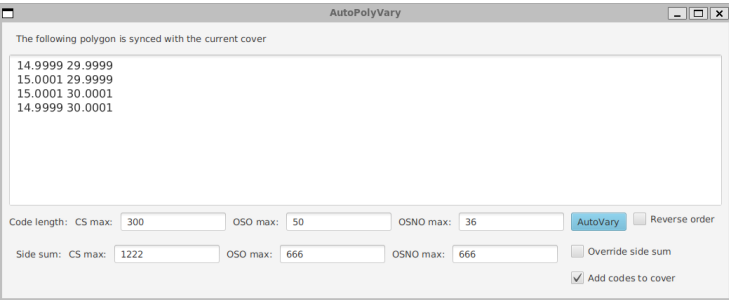 AutoPolyVary
The following polygon is synced with the current cover
14.9999 29.9999
15.0001 29.9999
15.0001 30.0001
14.9999 30.0001
Code length: CS max: 300 OSO max: 50 OSNO max: 36 AutoVary Reverse order
Side sum: CS max: 1222 OSO max: 666 OSNO max: 666 Override side sum
Add codes to cover